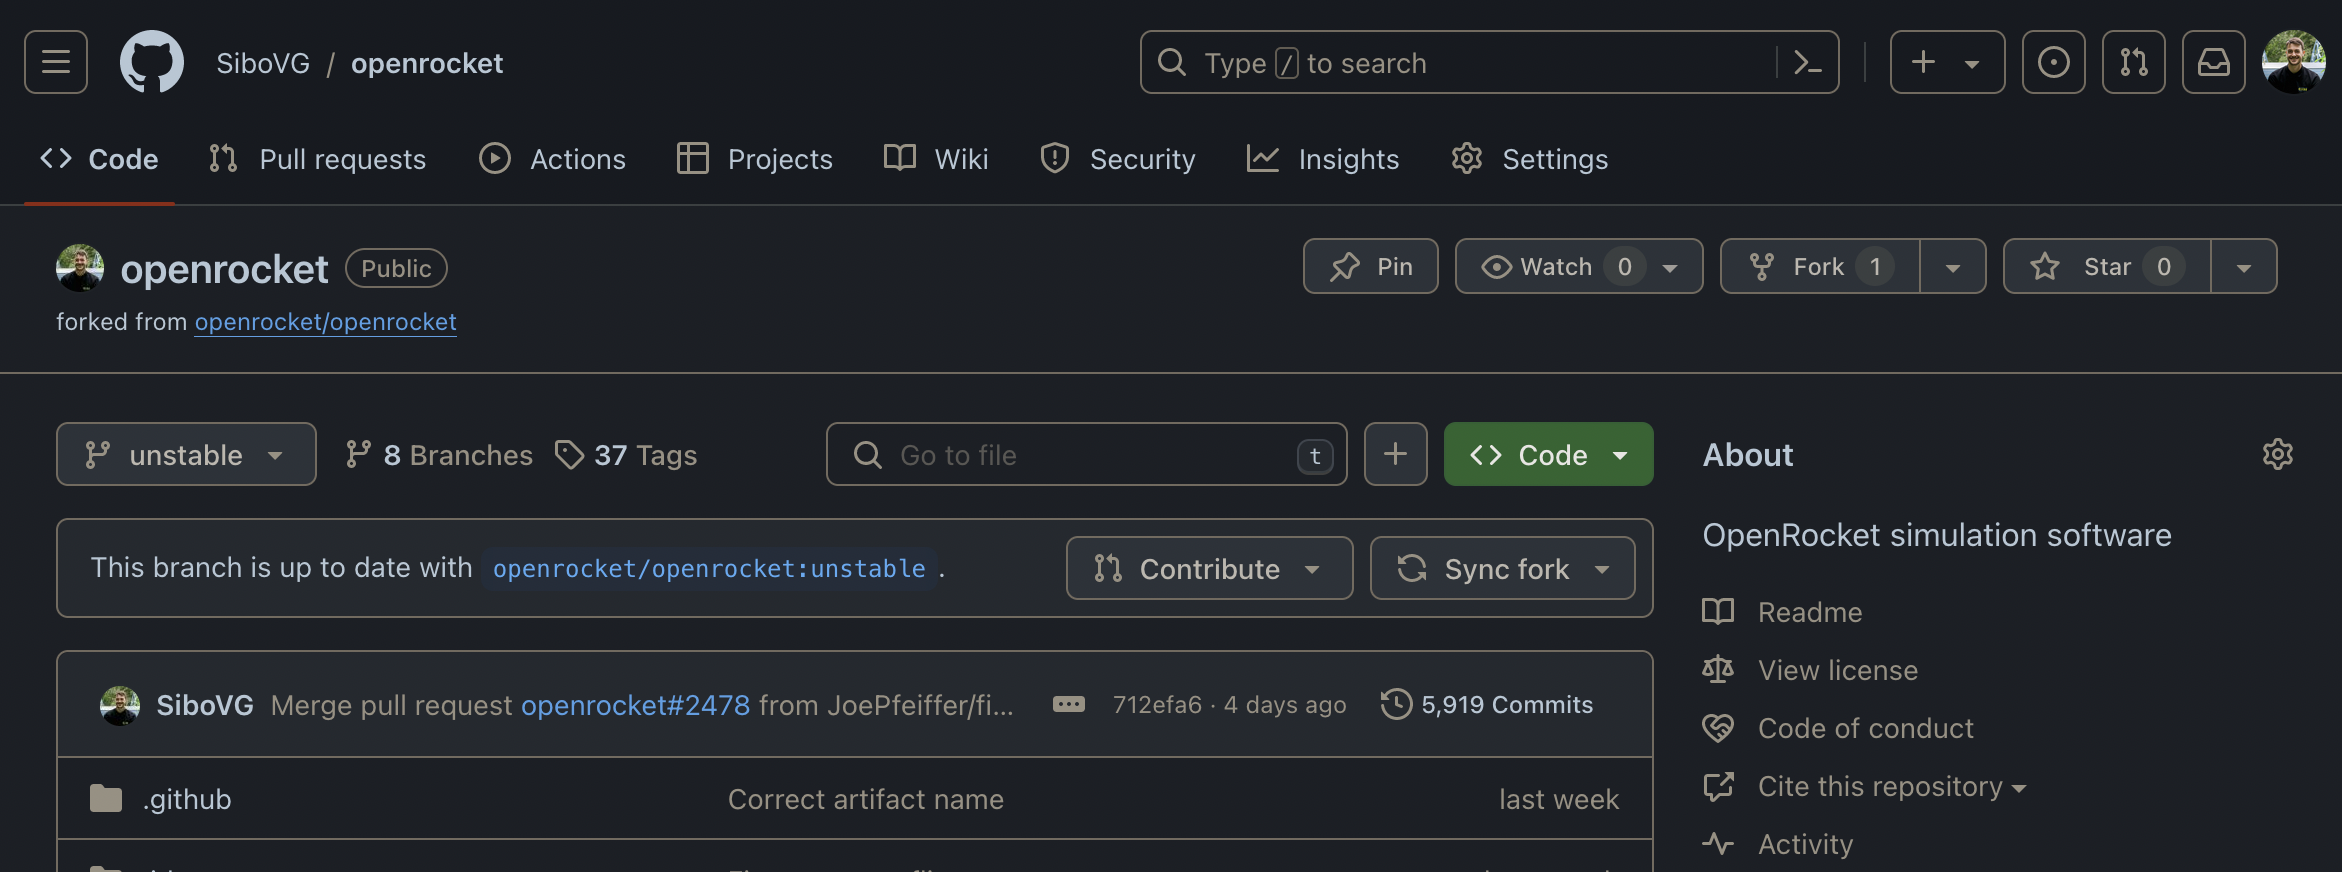 SiboVG / openrocket
Type / to search
Code Pull requests Actions Projects Wiki Security Insights Settings
openrocket Public
Pin Watch 0 Fork 1 Star 0
forked from openrocket/openrocket
unstable 8 Branches 37 Tags Go to file t Code
This branch is up to date with openrocket/openrocket:unstable . Contribute Sync fork
SiboVG Merge pull request openrocket#2478 from JoePfeiffer/fi... 712efa6 · 4 days ago 5,919 Commits
.github Correct artifact name last week
About
OpenRocket simulation software
Readme
View license
Code of conduct
Cite this repository
Activity